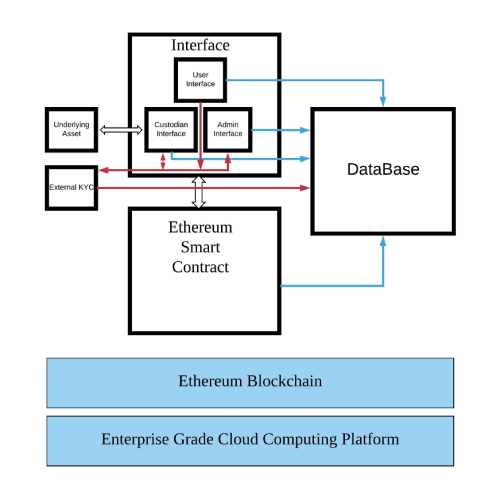 Interface
User
Interface
Underlying
Asset
Custodian
Interface
Admin
Interface
External KYC
DataBase
Ethereum
Smart
Contract
Ethereum Blockchain
Enterprise Grade Cloud Computing Platform